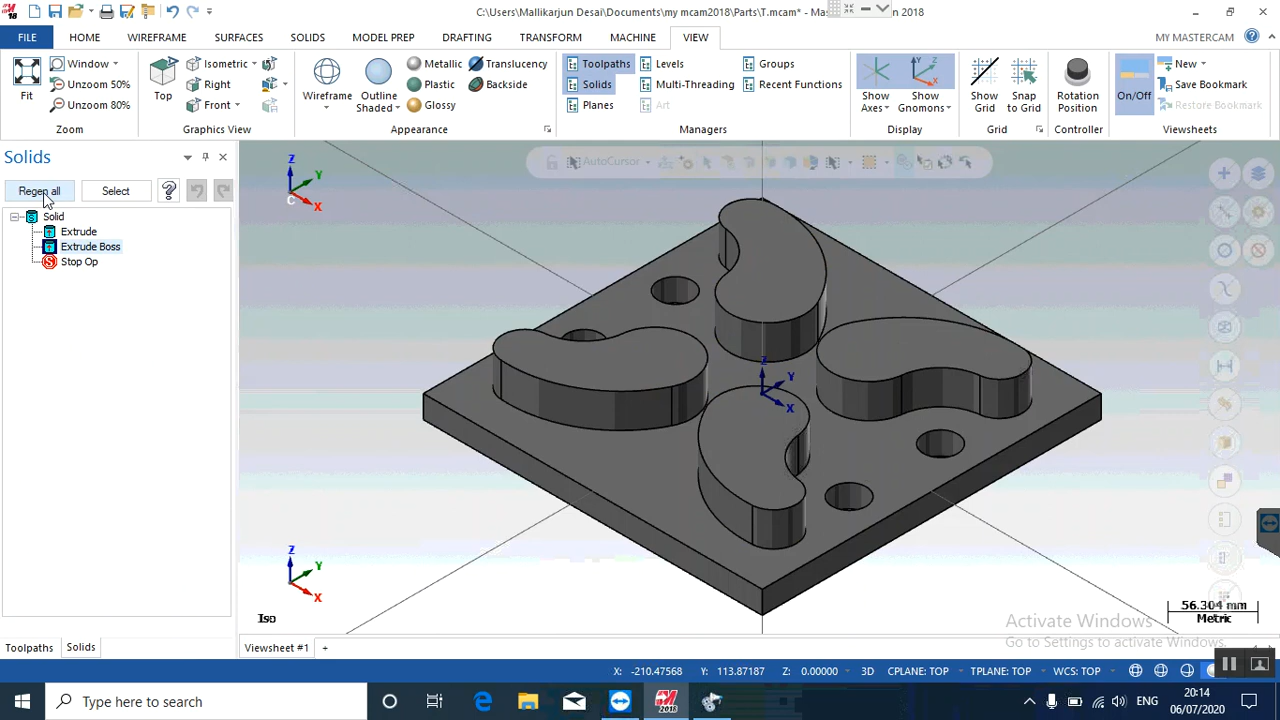 C:\Users\Mallikarjun Desai\Documents\my mcam2018\Parts\T.mcam* - Mas 2018
FILE HOME WIREFRAME SURFACES SOLIDS MODEL PREP DRAFTING TRANSFORM MACHINE VIEW MY MASTERCAM
Window Isometric Metallic Translucency Toolpaths Levels Groups New
Unzoom 50% Right Plastic Backside Solids Multi-Threading Recent Functions Save Bookmark
Unzoom 80% Front Glossy Planes Art Restore Bookmark
Fit Top Wireframe Outline Shaded Show Axes Show Gnomons Show Grid Snap to Grid Rotation Position On/Off
Zoom Graphics View Appearance Managers Display Grid Controller Viewsheets
Solids
Regen all Select
AutoCursor
Solid
Extrude
Extrude Boss
Stop Op
Z
Y
C X
Z
Y
X
Z
Y
X
Iso
56.304 mm
Metric
Activate Windows
Go to Settings to activate Windows.
Toolpaths Solids Viewsheet #1 +
X: -210.47568 Y: 113.87187 Z: 0.00000 3D CPLANE: TOP TPLANE: TOP WCS: TOP
Type here to search 2018 ENG 20:14
06/07/2020